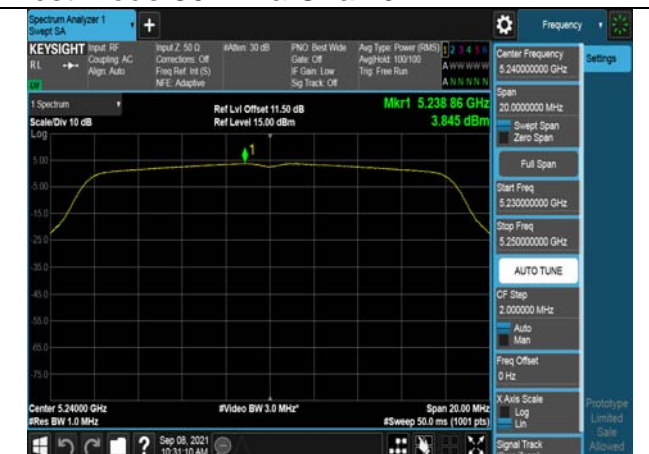 Spectrum Analyzer 1
Swept SA
+
Frequency
KEYSIGHT
RL
Input: RF
Coupling: AC
Align: Auto
Input Z: 50 Ω
Corrections: Off
Freq Ref: Int (S)
NFE: Adaptive
#Atten: 30 dB
PNO: Best Wide
Gate: Off
IF Gain: Low
Sig Track: Off
Avg Type: Power (RMS)
Avg|Hold: 100/100
Trig: Free Run
1 2 3 4 5 6
A W W W W W
A N N N N N
1 Spectrum
Scale/Div 10 dB
Log
Ref Lvl Offset 11.50 dB
Ref Level 15.00 dBm
Mkr1 5.238 86 GHz
3.845 dBm
1
5.00
-5.00
-15.0
-25.0
-35.0
-45.0
-55.0
-65.0
-75.0
Center 5.24000 GHz
#Res BW 1.0 MHz
#Video BW 3.0 MHz*
Span 20.00 MHz
#Sweep 50.0 ms (1001 pts)
?
Sep 08, 2021
10:31:10 AM
Center Frequency
5.240000000 GHz
Settings
Span
20.0000000 MHz
Swept Span
Zero Span
Full Span
Start Freq
5.230000000 GHz
Stop Freq
5.250000000 GHz
AUTO TUNE
CF Step
2.000000 MHz
Auto
Man
Freq Offset
0 Hz
X Axis Scale
Log
Lin
Signal Track
Prototype
Limited
Sale
Allowed